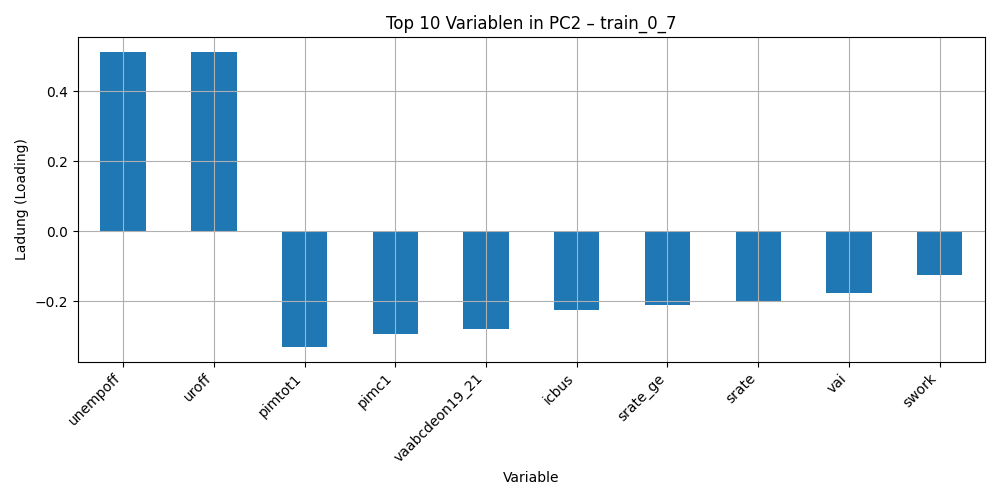 Top 10 Variablen in PC2 – train_0_7
Ladung (Loading)
0.4
0.2
0.0
−0.2
unempoff
uroff
pimtot1
pimc1
vaabcdeon19_21
icbus
srate_ge
srate
vai
swork
Variable